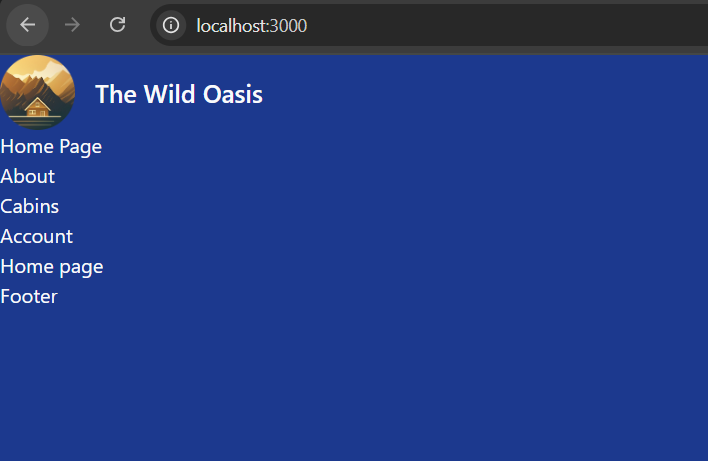 localhost:3000
The Wild Oasis
Home Page
About
Cabins
Account
Home page
Footer